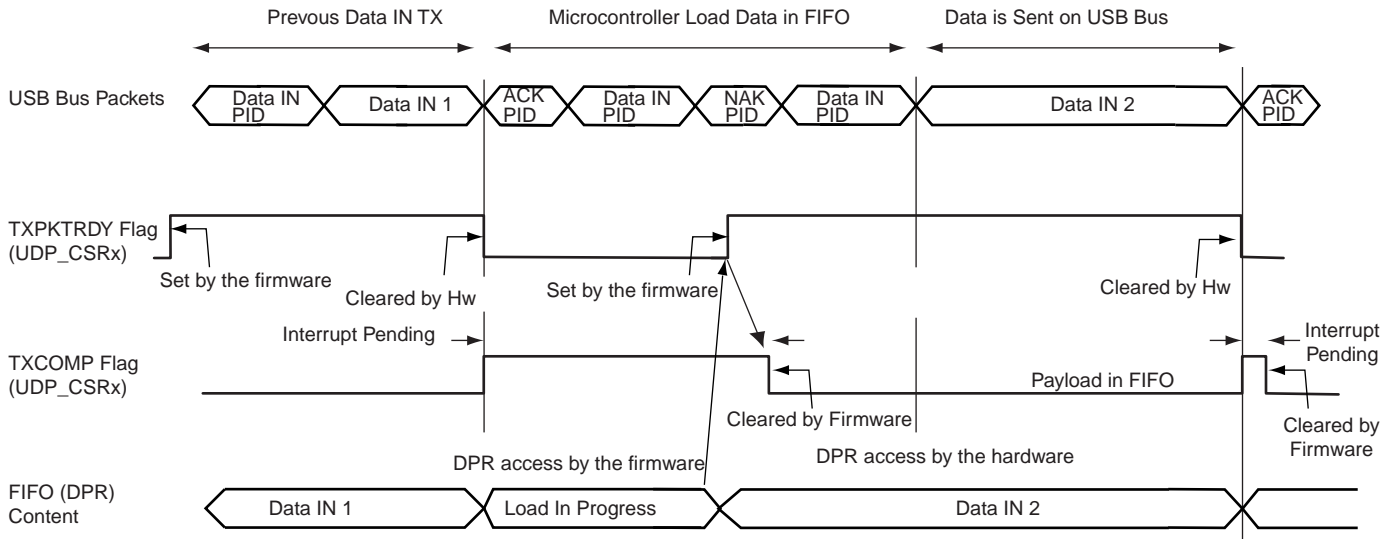 Prevous Data IN TX
Microcontroller Load Data in FIFO
Data is Sent on USB Bus
USB Bus Packets
Data IN
PID
Data IN 1
ACK
PID
Data IN
PID
NAK
PID
Data IN
PID
Data IN 2
ACK
PID
TXPKTRDY Flag
(UDP_CSRx)
Set by the firmware
Cleared by Hw
Set by the firmware
Cleared by Hw
Interrupt Pending
Interrupt
Pending
TXCOMP Flag
(UDP_CSRx)
Payload in FIFO
Cleared by Firmware
Cleared by
Firmware
DPR access by the firmware
DPR access by the hardware
FIFO (DPR)
Content
Data IN 1
Load In Progress
Data IN 2